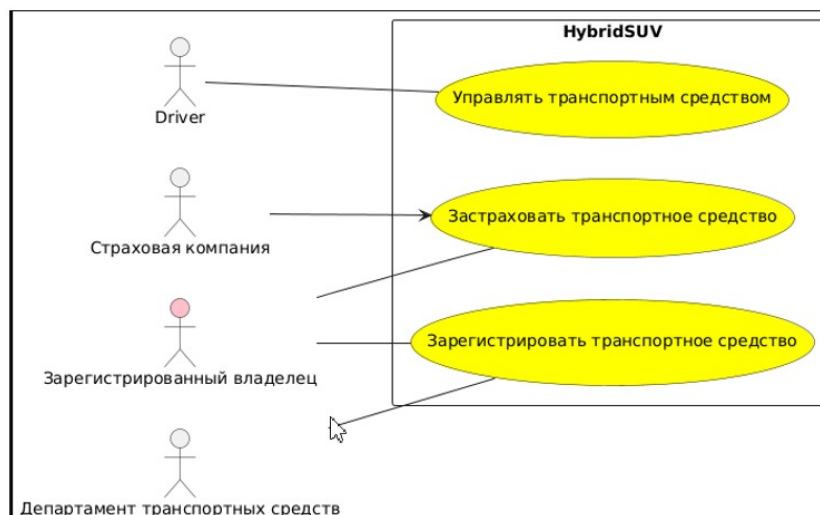 HybridSUV
Управлять транспортным средством
Driver
Застраховать транспортное средство
Страховая компания
Зарегистрировать транспортное средство
Зарегистрированный владелец
Департамент транспортных средств